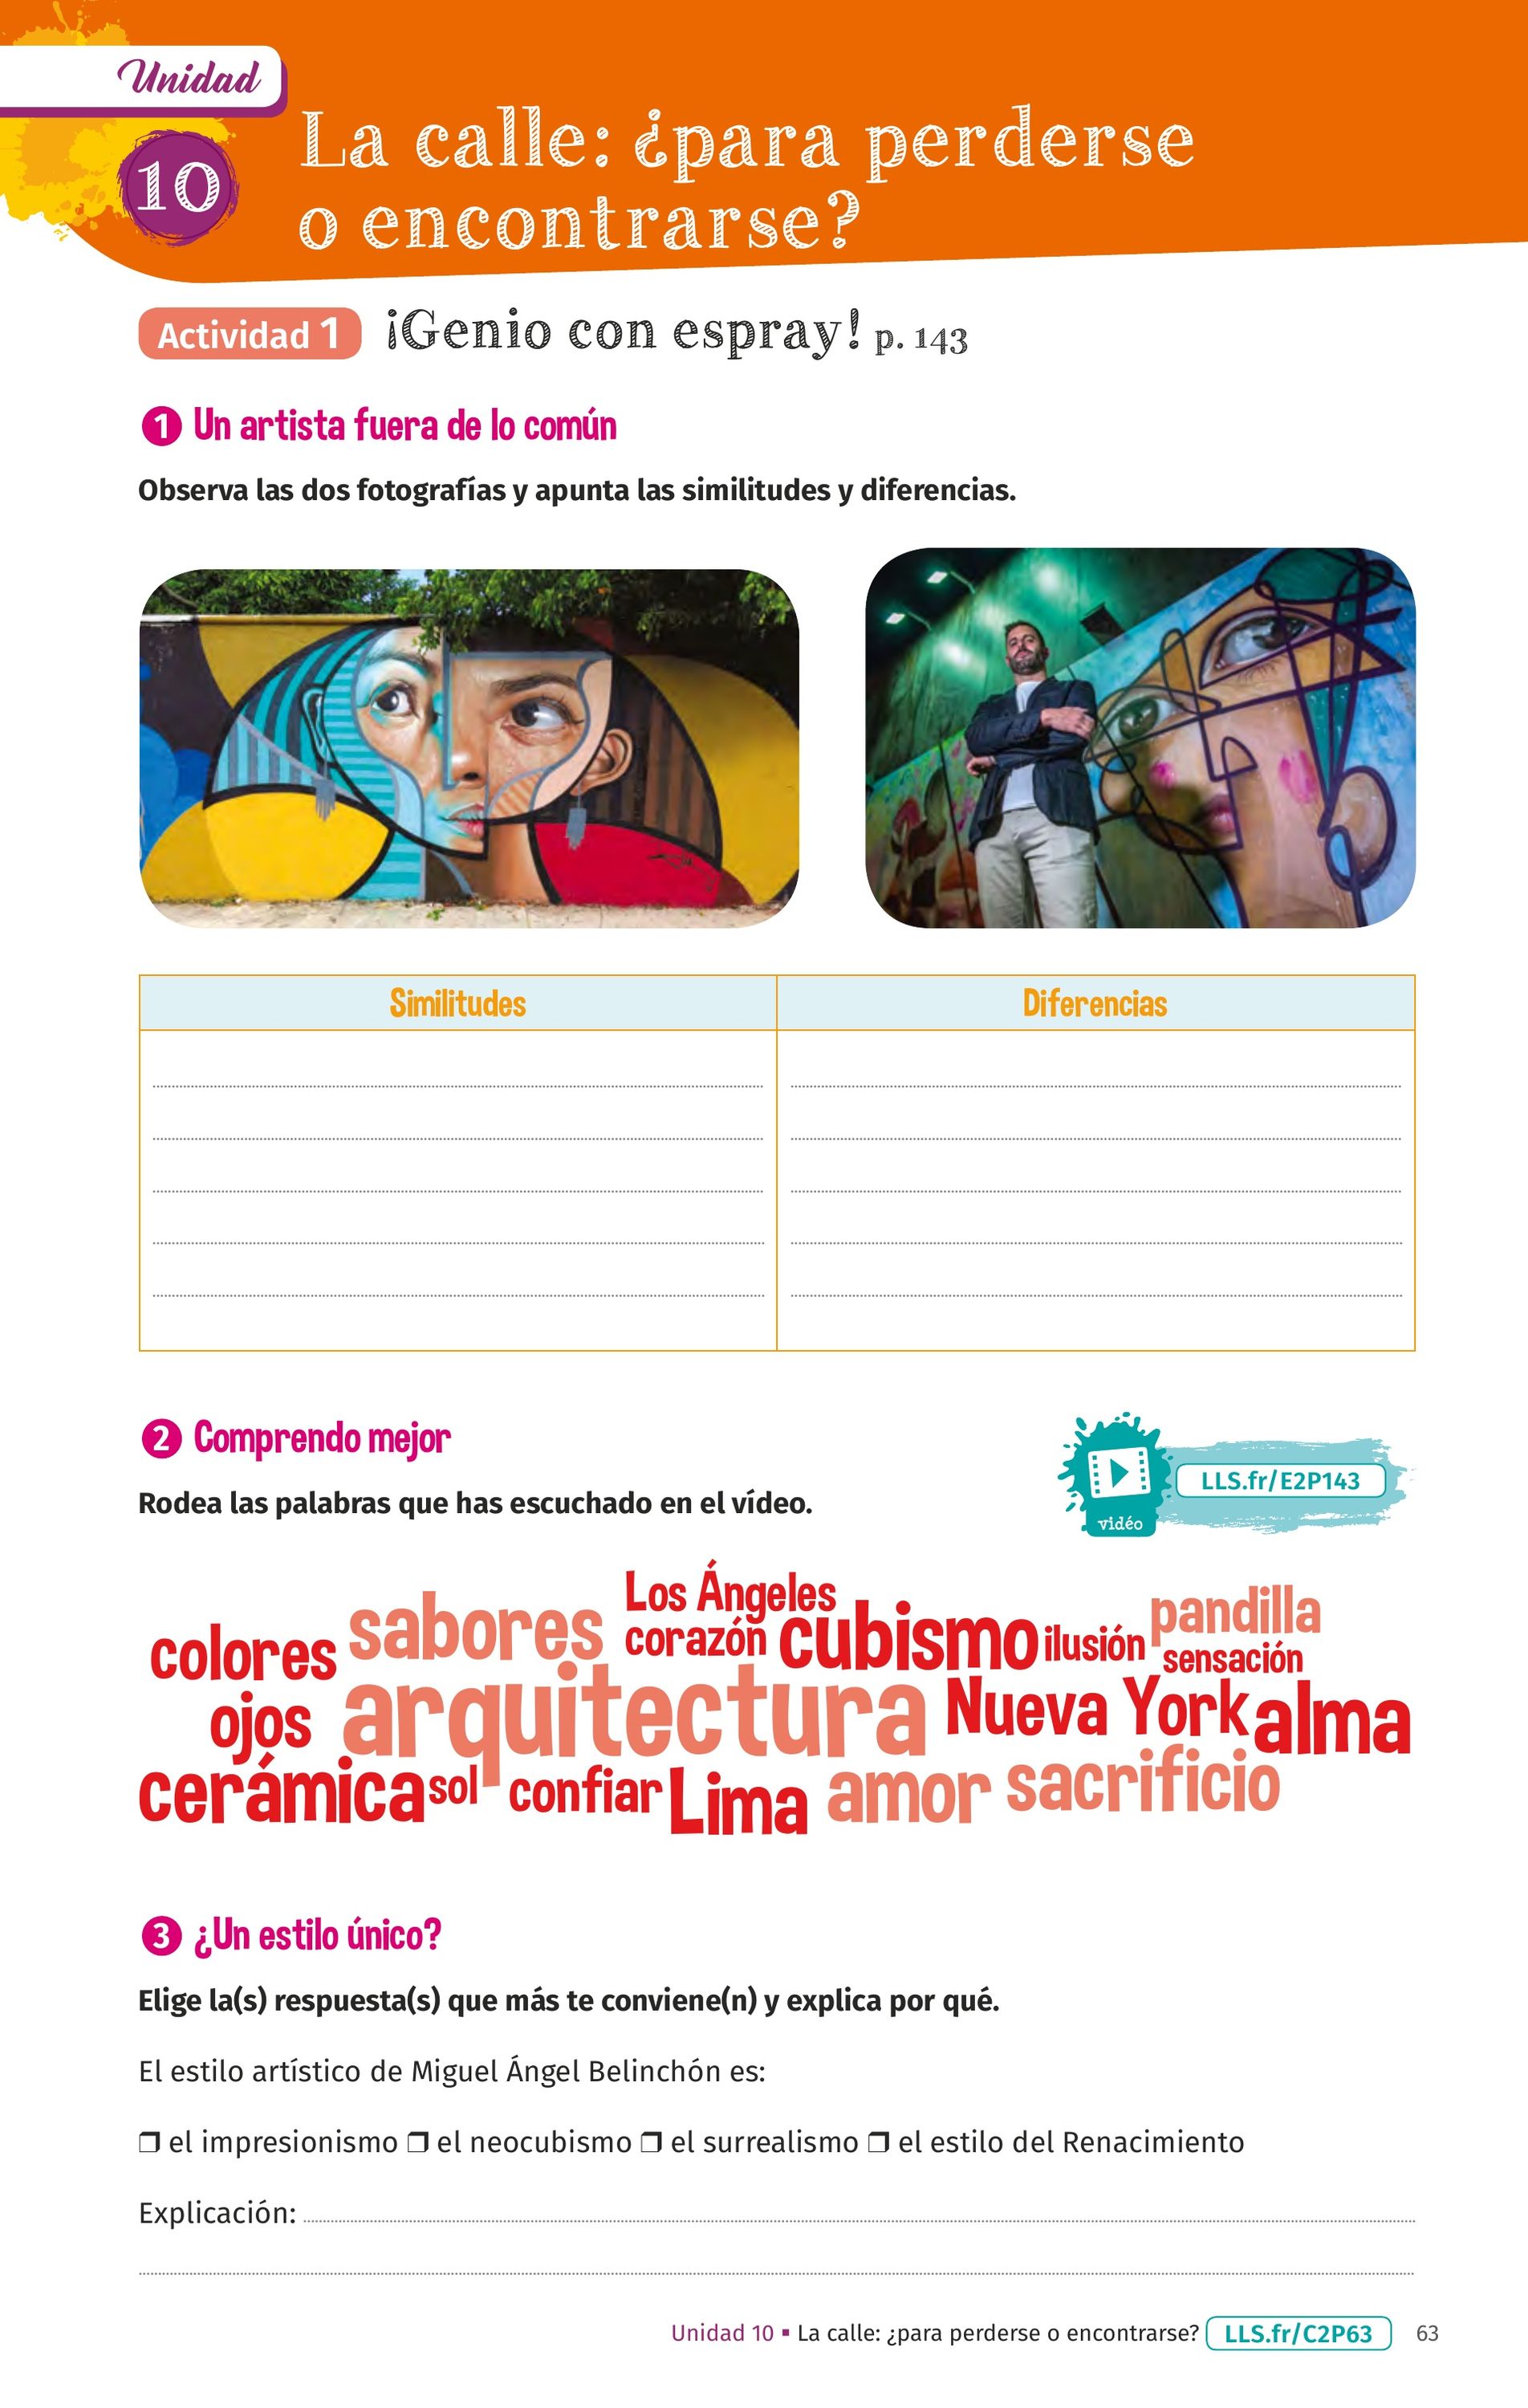 Unidad
10
La calle: ¿para perderse
o encontrarse?
Actividad 1 ¡Genio con espray! p. 143
1 Un artista fuera de lo común
Observa las dos fotografías y apunta las similitudes y diferencias.
Similitudes Diferencias
2 Comprendo mejor
LLS.fr/E2P143
Rodea las palabras que has escuchado en el vídeo.
vidéo
Los Ángeles
colores sabores corazón cubismo ilusión pandilla
sensación
ojos arquitectura Nueva York alma
cerámica sol confiar Lima amor sacrificio
3 ¿Un estilo único?
Elige la(s) respuesta(s) que más te conviene(n) y explica por qué.
El estilo artístico de Miguel Ángel Belinchón es:
❒ el impresionismo ❒ el neocubismo ❒ el surrealismo ❒ el estilo del Renacimiento
Explicación:
Unidad 10 ▪ La calle: ¿para perderse o encontrarse? LLS.fr/C2P63 63